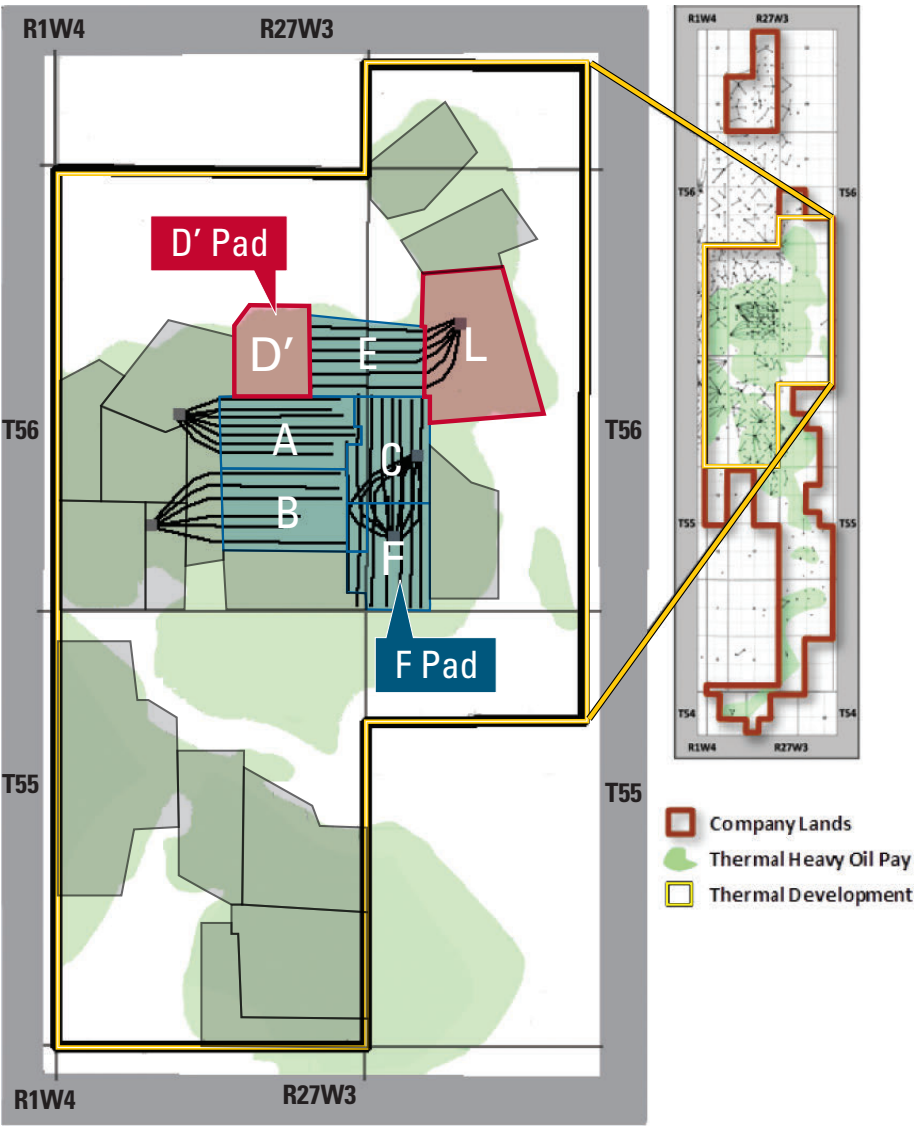 R1W4 R27W3
R1W4 R27W3
D′ Pad
T56 T56
D′ E L
T56 T56
A C
B
T55 T55
F
F Pad
T54 T54
R1W4 R27W3
T55 T55
Company Lands
Thermal Heavy Oil Pay
Thermal Development
R1W4 R27W3